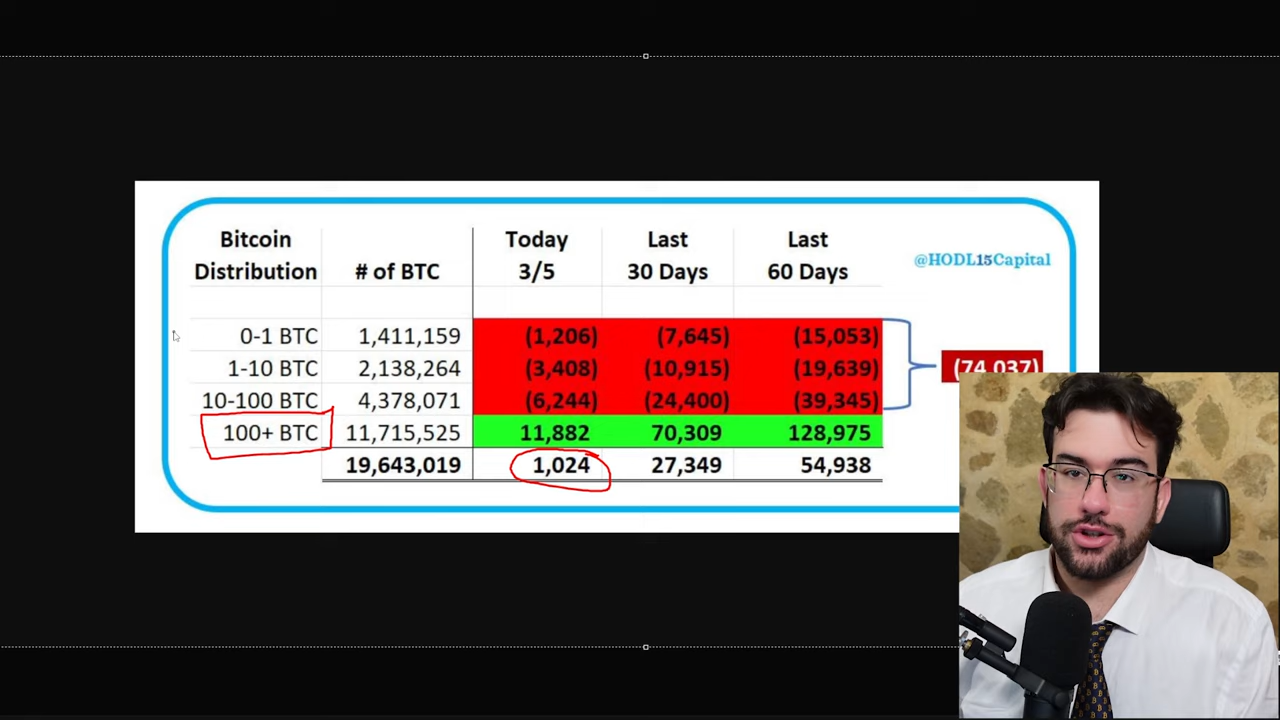 Bitcoin Distribution # of BTC Today 3/5 Last 30 Days Last 60 Days
@HODL15Capital
0-1 BTC 1,411,159 (1,206) (7,645) (15,053)
1-10 BTC 2,138,264 (3,408) (10,915) (19,639) (74,037)
10-100 BTC 4,378,071 (6,244) (24,400) (39,345)
100+ BTC 11,715,525 11,882 70,309 128,975
19,643,019 1,024 27,349 54,938